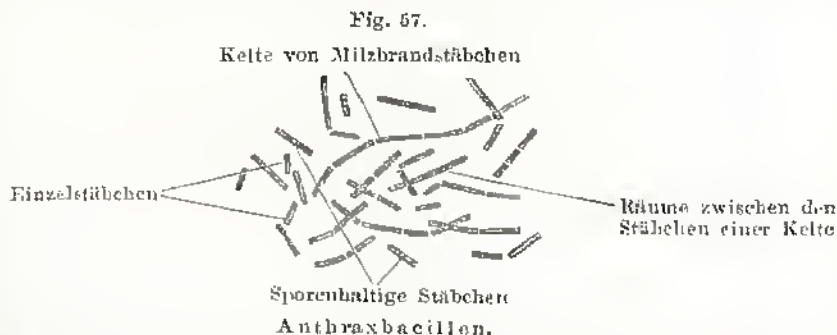 Fig. 57.
Kette von Milzbrandstäbchen
Einzelstäbchen
Räume zwischen den
Stäbchen einer Kette
Sporenhaltige Stäbchen
Anthraxbacillen.